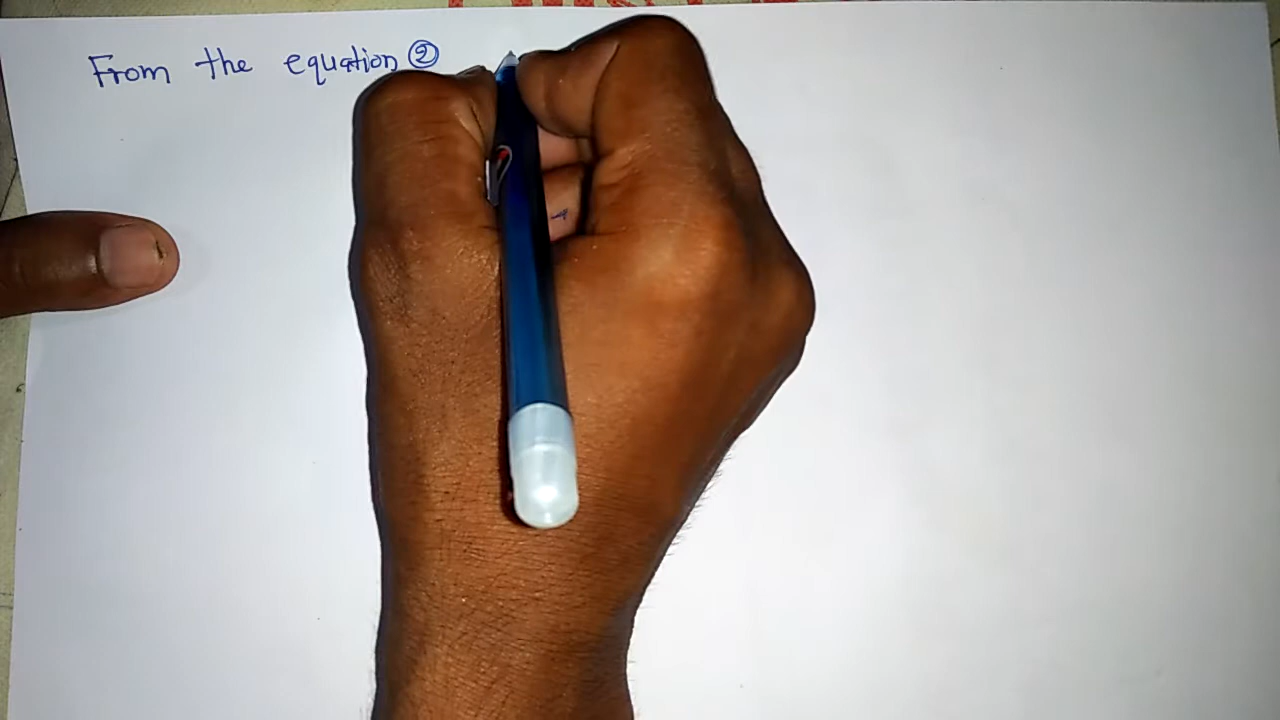 From the equation ②